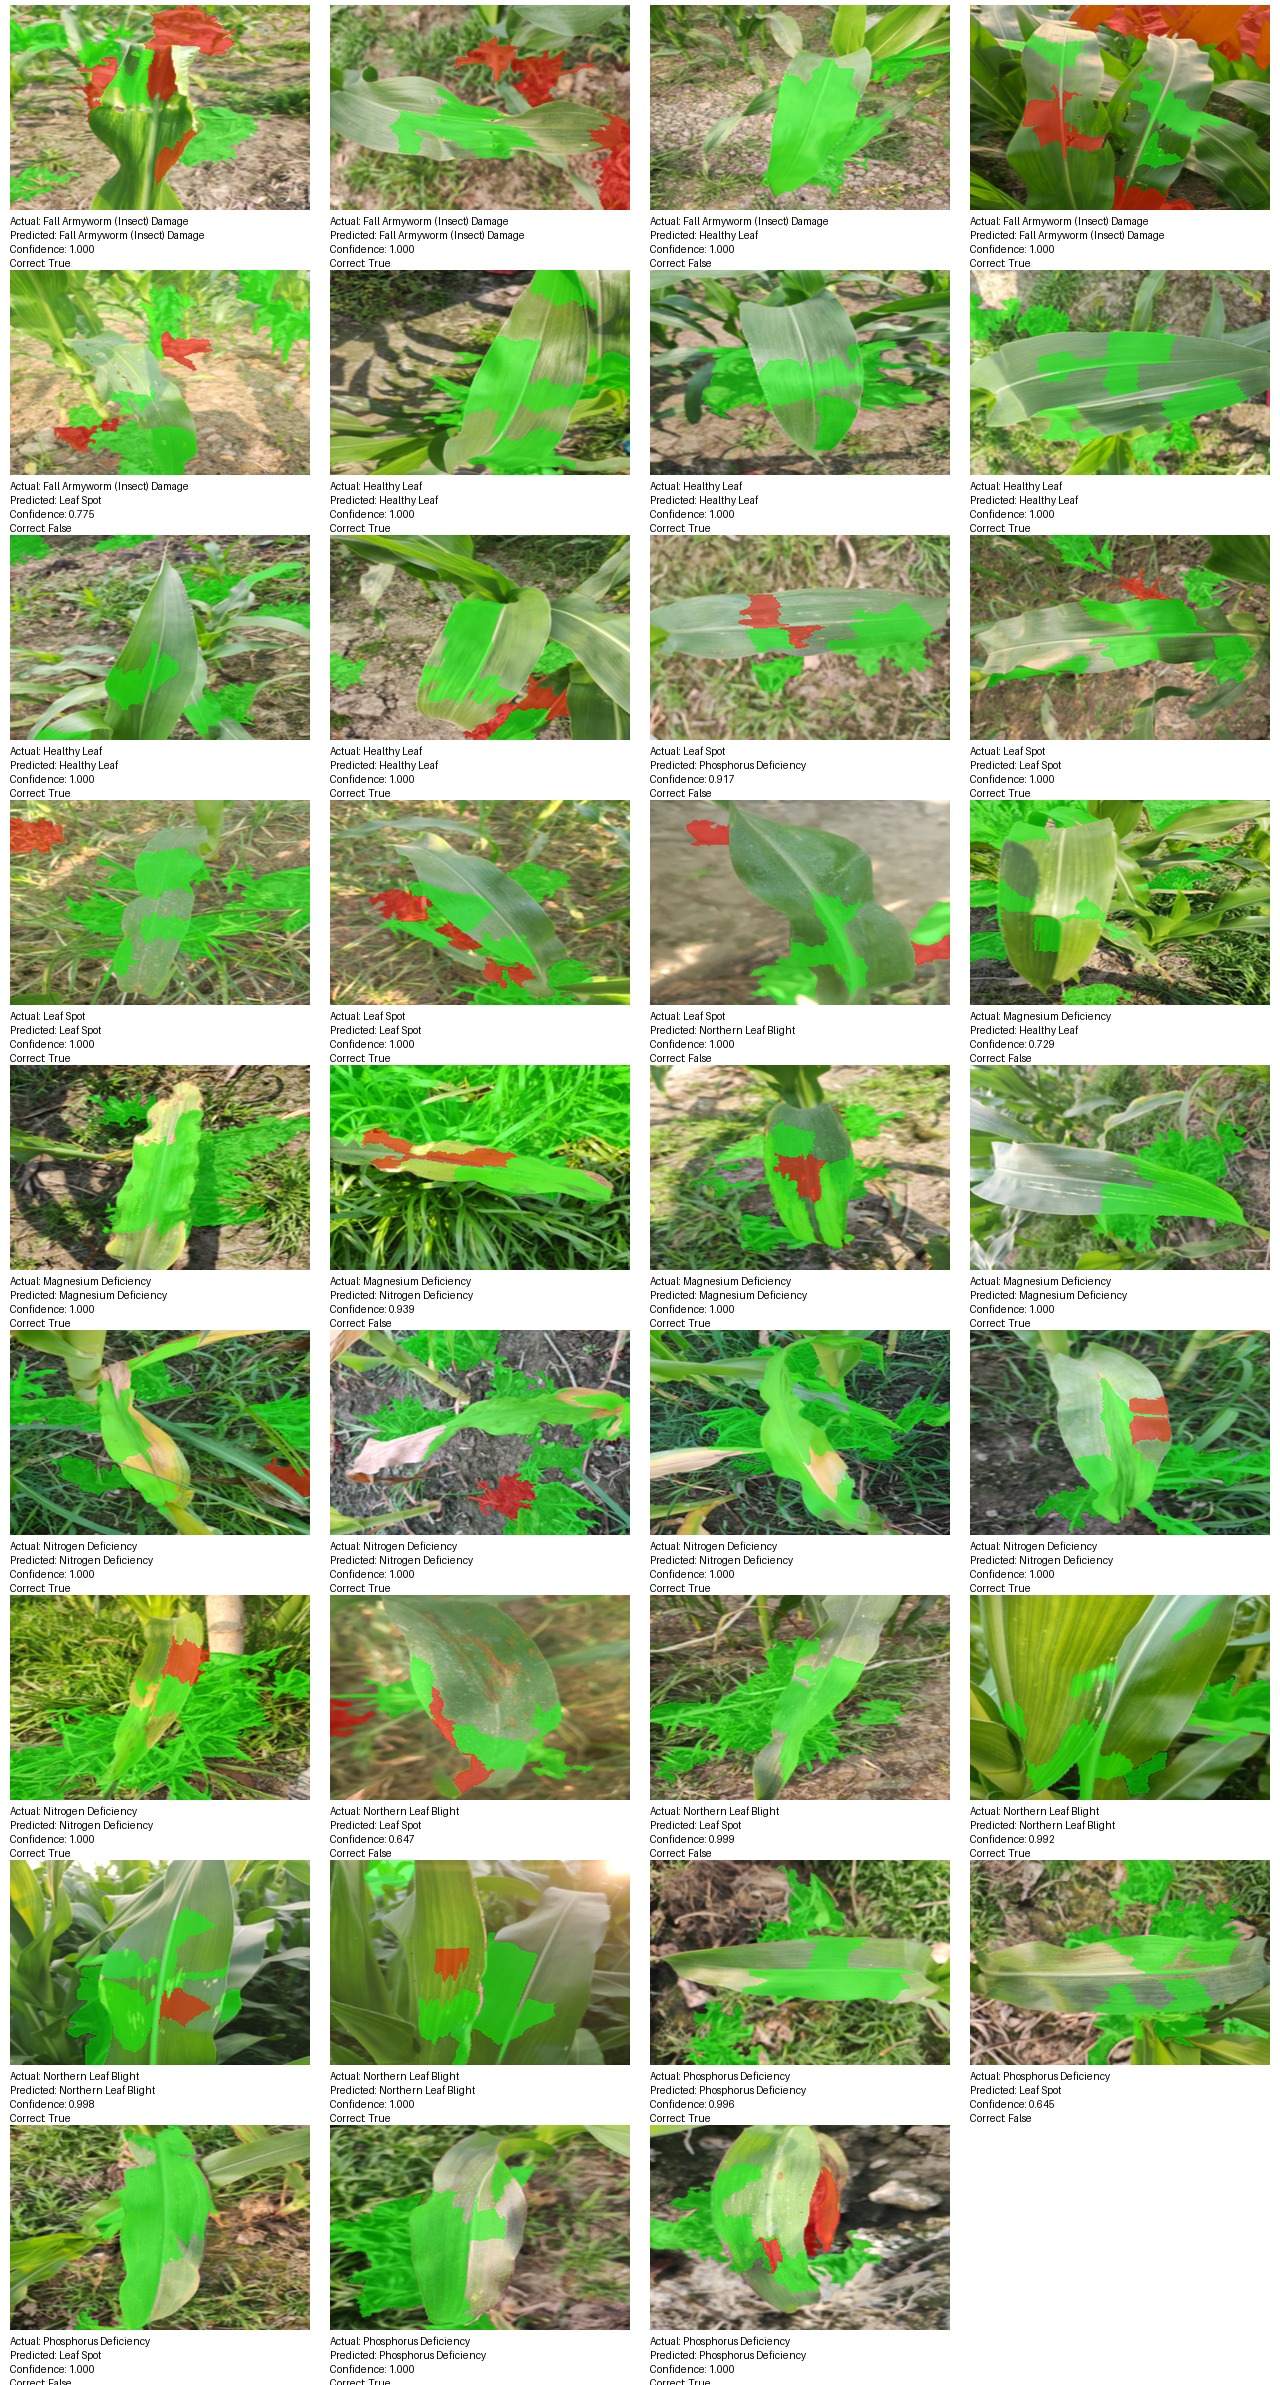 Actual: Fall Armyworm (Insect) Damage
Predicted: Fall Armyworm (Insect) Damage
Confidence: 1.000
Correct: True
Actual: Fall Armyworm (Insect) Damage
Predicted: Fall Armyworm (Insect) Damage
Confidence: 1.000
Correct: True
Actual: Fall Armyworm (Insect) Damage
Predicted: Healthy Leaf
Confidence: 1.000
Correct: False
Actual: Fall Armyworm (Insect) Damage
Predicted: Fall Armyworm (Insect) Damage
Confidence: 1.000
Correct: True
Actual: Fall Armyworm (Insect) Damage
Predicted: Leaf Spot
Confidence: 0.775
Correct: False
Actual: Healthy Leaf
Predicted: Healthy Leaf
Confidence: 1.000
Correct: True
Actual: Healthy Leaf
Predicted: Healthy Leaf
Confidence: 1.000
Correct: True
Actual: Healthy Leaf
Predicted: Healthy Leaf
Confidence: 1.000
Correct: True
Actual: Healthy Leaf
Predicted: Healthy Leaf
Confidence: 1.000
Correct: True
Actual: Healthy Leaf
Predicted: Healthy Leaf
Confidence: 1.000
Correct: True
Actual: Leaf Spot
Predicted: Phosphorus Deficiency
Confidence: 0.917
Correct: False
Actual: Leaf Spot
Predicted: Leaf Spot
Confidence: 1.000
Correct: True
Actual: Leaf Spot
Predicted: Leaf Spot
Confidence: 1.000
Correct: True
Actual: Leaf Spot
Predicted: Leaf Spot
Confidence: 1.000
Correct: True
Actual: Leaf Spot
Predicted: Northern Leaf Blight
Confidence: 1.000
Correct: False
Actual: Magnesium Deficiency
Predicted: Healthy Leaf
Confidence: 0.729
Correct: False
Actual: Magnesium Deficiency
Predicted: Magnesium Deficiency
Confidence: 1.000
Correct: True
Actual: Magnesium Deficiency
Predicted: Nitrogen Deficiency
Confidence: 0.939
Correct: False
Actual: Magnesium Deficiency
Predicted: Magnesium Deficiency
Confidence: 1.000
Correct: True
Actual: Magnesium Deficiency
Predicted: Magnesium Deficiency
Confidence: 1.000
Correct: True
Actual: Nitrogen Deficiency
Predicted: Nitrogen Deficiency
Confidence: 1.000
Correct: True
Actual: Nitrogen Deficiency
Predicted: Nitrogen Deficiency
Confidence: 1.000
Correct: True
Actual: Nitrogen Deficiency
Predicted: Nitrogen Deficiency
Confidence: 1.000
Correct: True
Actual: Nitrogen Deficiency
Predicted: Nitrogen Deficiency
Confidence: 1.000
Correct: True
Actual: Nitrogen Deficiency
Predicted: Nitrogen Deficiency
Confidence: 1.000
Correct: True
Actual: Northern Leaf Blight
Predicted: Leaf Spot
Confidence: 0.647
Correct: False
Actual: Northern Leaf Blight
Predicted: Leaf Spot
Confidence: 0.999
Correct: False
Actual: Northern Leaf Blight
Predicted: Northern Leaf Blight
Confidence: 0.992
Correct: True
Actual: Northern Leaf Blight
Predicted: Northern Leaf Blight
Confidence: 0.998
Correct: True
Actual: Northern Leaf Blight
Predicted: Northern Leaf Blight
Confidence: 1.000
Correct: True
Actual: Phosphorus Deficiency
Predicted: Phosphorus Deficiency
Confidence: 0.996
Correct: True
Actual: Phosphorus Deficiency
Predicted: Leaf Spot
Confidence: 0.645
Correct: False
Actual: Phosphorus Deficiency
Predicted: Leaf Spot
Confidence: 1.000
Correct: False
Actual: Phosphorus Deficiency
Predicted: Phosphorus Deficiency
Confidence: 1.000
Correct: True
Actual: Phosphorus Deficiency
Predicted: Phosphorus Deficiency
Confidence: 1.000
Correct: True